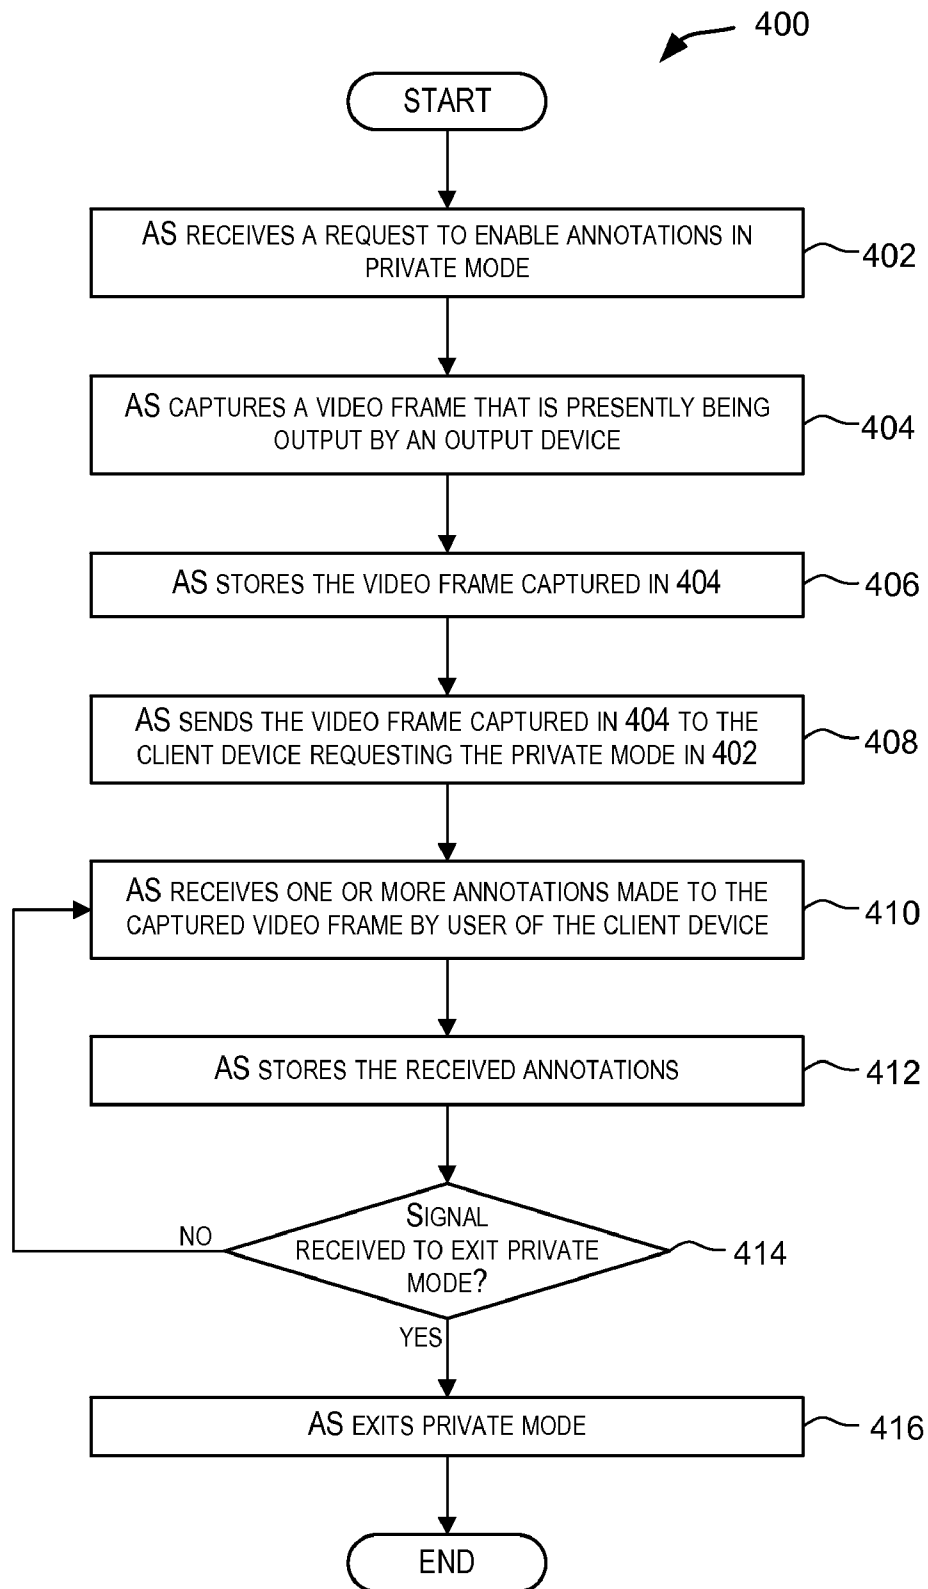 400
START
AS RECEIVES A REQUEST TO ENABLE ANNOTATIONS IN
PRIVATE MODE
402
AS CAPTURES A VIDEO FRAME THAT IS PRESENTLY BEING
OUTPUT BY AN OUTPUT DEVICE
404
AS STORES THE VIDEO FRAME CAPTURED IN 404
406
AS SENDS THE VIDEO FRAME CAPTURED IN 404 TO THE
CLIENT DEVICE REQUESTING THE PRIVATE MODE IN 402
408
AS RECEIVES ONE OR MORE ANNOTATIONS MADE TO THE
CAPTURED VIDEO FRAME BY USER OF THE CLIENT DEVICE
410
AS STORES THE RECEIVED ANNOTATIONS
412
SIGNAL
RECEIVED TO EXIT PRIVATE
MODE?
414
NO
YES
AS EXITS PRIVATE MODE
416
END